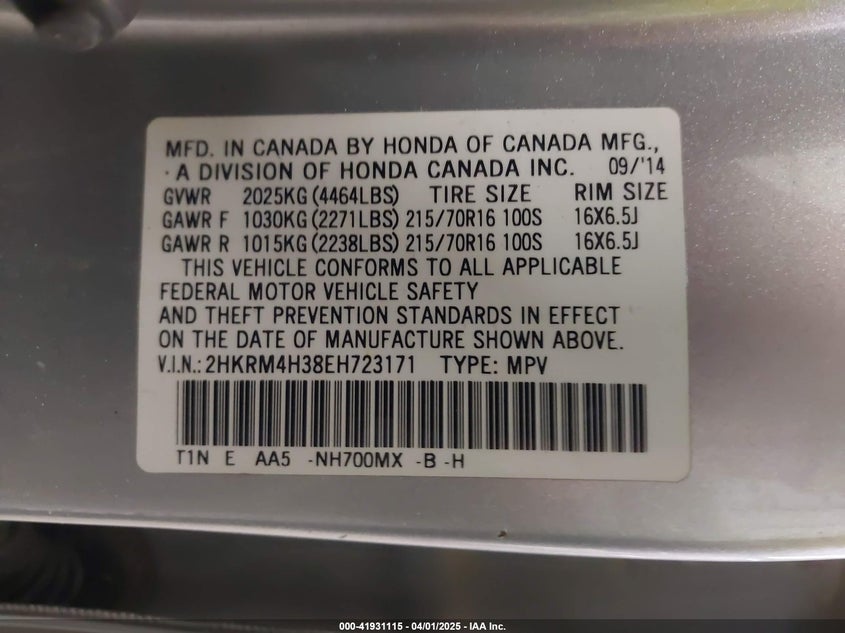 MFD. IN CANADA BY HONDA OF CANADA MFG.,
A DIVISION OF HONDA CANADA INC. 09/'14
GVWR 2025KG (4464LBS) TIRE SIZE RIM SIZE
GAWR F 1030KG (2271LBS) 215/70R16 100S 16X6.5J
GAWR R 1015KG (2238LBS) 215/70R16 100S 16X6.5J
THIS VEHICLE CONFORMS TO ALL APPLICABLE
FEDERAL MOTOR VEHICLE SAFETY
AND THEFT PREVENTION STANDARDS IN EFFECT
ON THE DATE OF MANUFACTURE SHOWN ABOVE.
V.I.N.: 2HKRM4H38EH723171 TYPE: MPV
T1N E AA5 -NH700MX -B -H
000-41931115 - 04/01/2025 - IAA Inc.